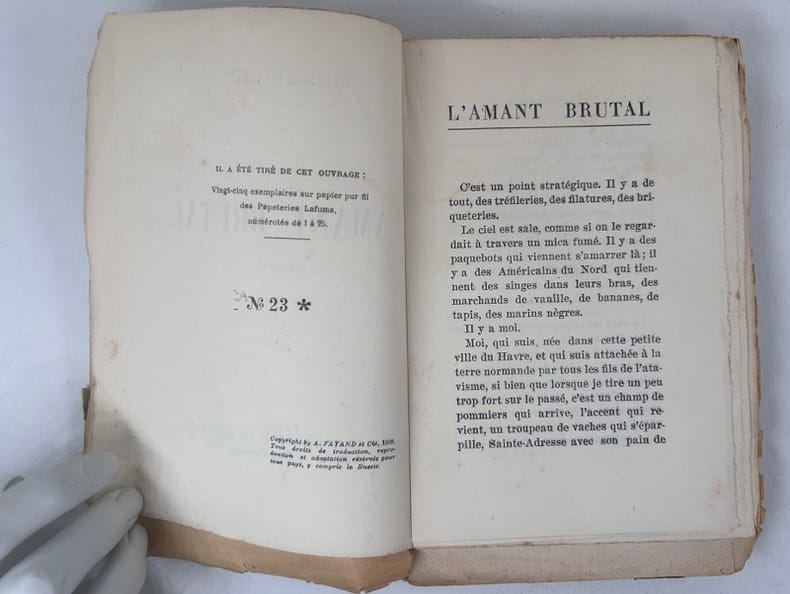 IL A ÉTÉ TIRÉ DE CET OUVRAGE :
Vingt-cinq exemplaires sur papier pur fil
des Papeteries Lafuma,
numérotés de 1 à 25.
№ 23 *
Copyright by A. FAYARD et Cie,
Tous droits de traduction, repro-
duction et adaptation réservés pour
tous pays, y compris la Russie.
L'AMANT BRUTAL
C'est un point stratégique. Il y a de
tout, des tréfileries, des filatures, des bri-
queteries.
Le ciel est sale, comme si on le regar-
dait à travers un mica fumé. Il y a des
paquebots qui viennent s'amarrer là ; il
y a des Américains du Nord qui tien-
nent des singes dans leurs bras, des
marchands de vanille, de bananes, de
tapis, des marins nègres.
Il y a moi.
Moi, qui suis née dans cette petite
ville du Havre, et qui suis attachée à la
terre normande par tous les fils de l'ata-
visme, si bien que lorsque je tire un peu
trop fort sur le passé, c'est un champ de
pommiers qui arrive, l'accent qui re-
vient, un troupeau de vaches qui s'épar-
pille, Sainte-Adresse avec son pain de